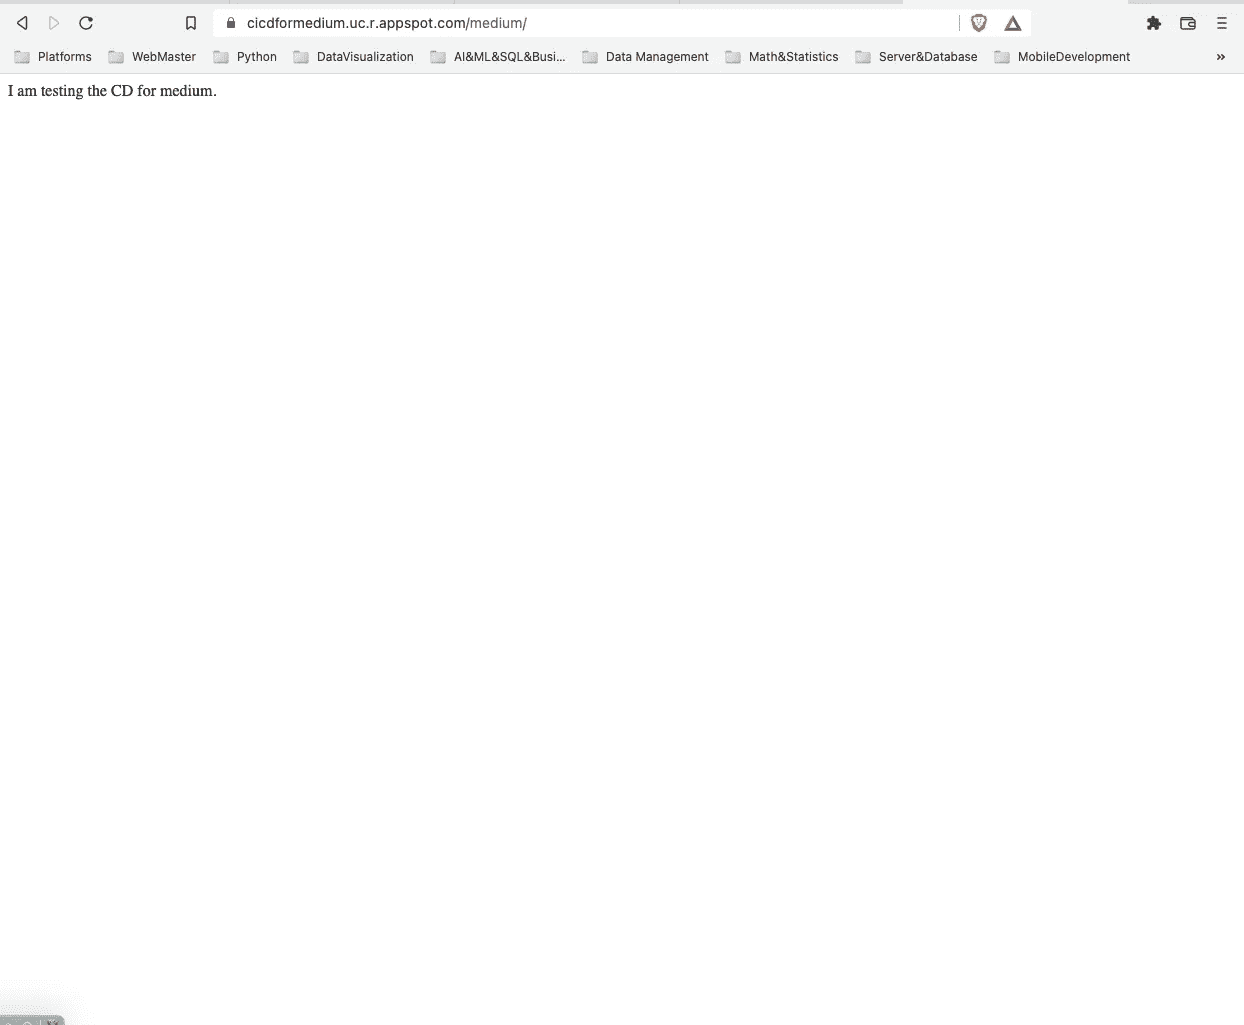 cicdformedium.uc.r.appspot.com/medium/
Platforms WebMaster Python DataVisualization AI&ML&SQL&Busi... Data Management Math&Statistics Server&Database MobileDevelopment »
I am testing the CD for medium.